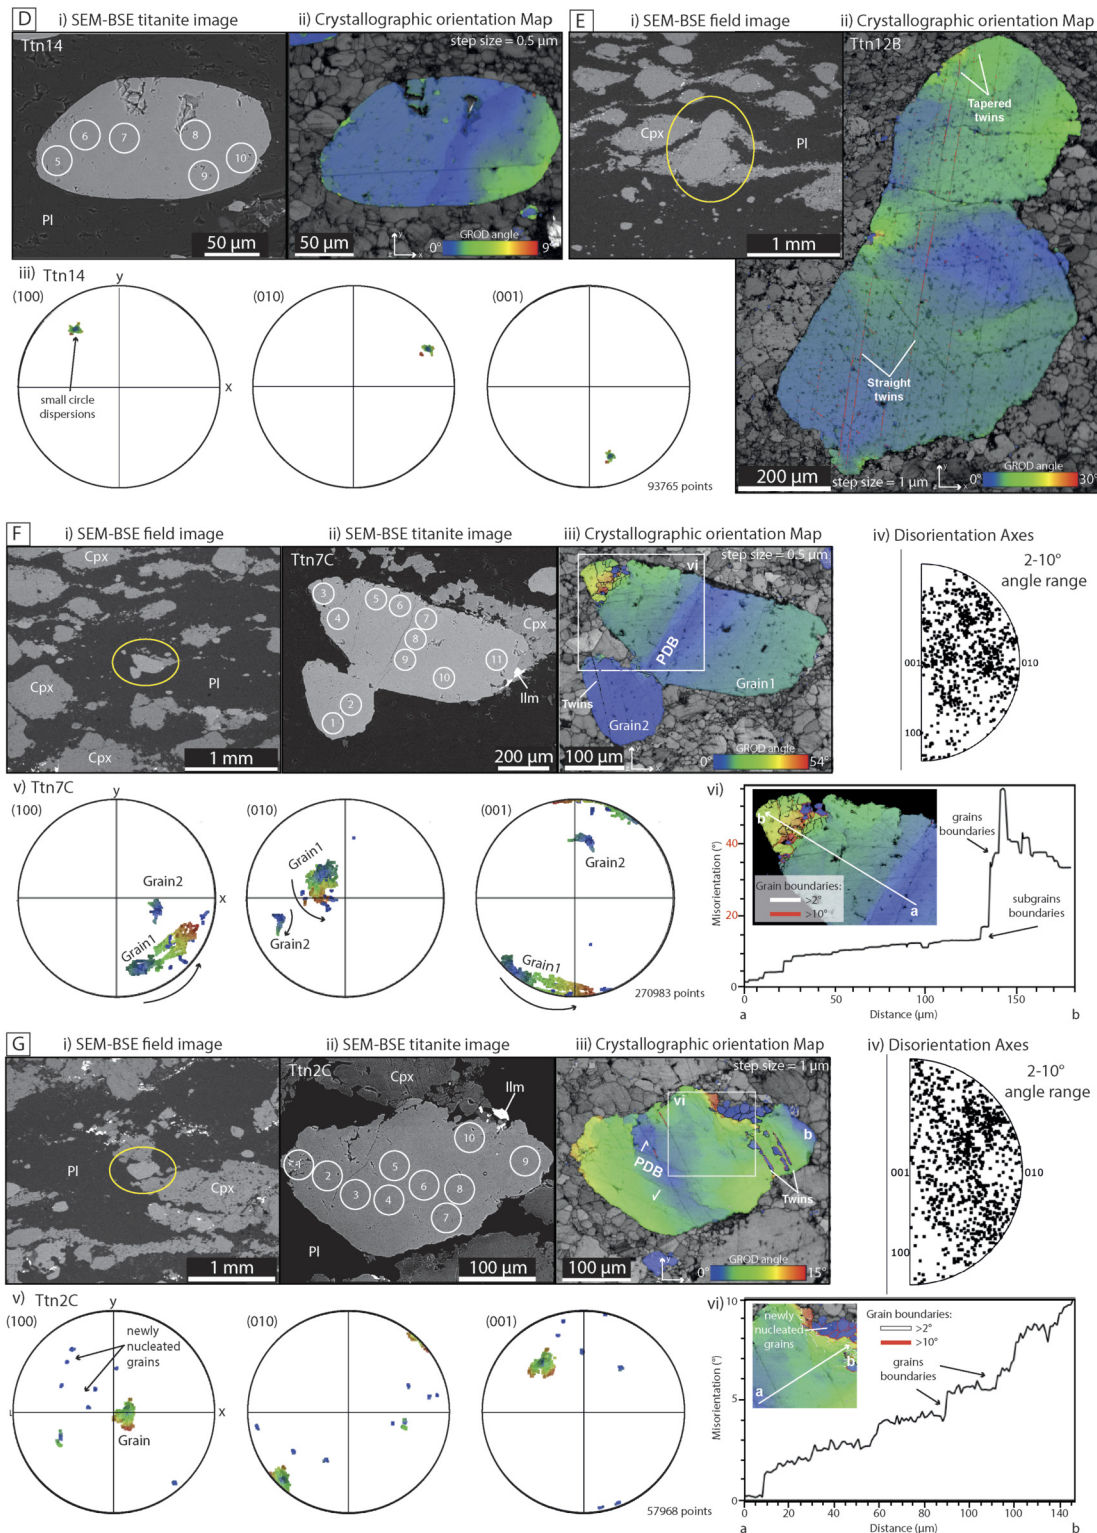 D
i) SEM-BSE titanite image
ii) Crystallographic orientation Map
Ttn14
step size = 0.5 µm
5
6
7
8
9
10
Pl
50 µm
50 µm
y
z
x
GROD angle
0°
9°
E
i) SEM-BSE field image
ii) Crystallographic orientation Map
Ttn12B
Cpx
Pl
1 mm
Tapered
twins
Straight
twins
200 µm
step size = 1 µm
y
z
x
GROD angle
0°
30°
iii) Ttn14
y
(100)
(010)
(001)
x
small circle
dispersions
93765 points
F
i) SEM-BSE field image
ii) SEM-BSE titanite image
iii) Crystallographic orientation Map
iv) Disorientation Axes
Cpx
Cpx
Pl
Cpx
1 mm
Ttn7C
3
4
5
6
7
8
9
10
11
2
1
Cpx
Ilm
Pl
200 µm
step size = 0.5 µm
vi
PDB
Grain1
Twins
Grain2
100 µm
GROD angle
0°
54°
2-10°
angle range
001
010
100
v) Ttn7C
y
(100)
(010)
(001)
x
Grain2
Grain1
Grain1
Grain2
Grain2
Grain1
270983 points
vi)
Misorientation (°)
40
20
0
b
a
Grain boundaries:
>2°
>10°
grains
boundaries
subgrains
boundaries
0
50
100
150
a
Distance (µm)
b
G
i) SEM-BSE field image
ii) SEM-BSE titanite image
iii) Crystallographic orientation Map
iv) Disorientation Axes
Pl
Cpx
1 mm
Ttn2C
Cpx
Ilm
1
2
3
4
5
6
7
8
9
10
Pl
100 µm
step size = 1 µm
vi
b
PDB
Twins
100 µm
y
x
GROD angle
0°
15°
2-10°
angle range
001
010
100
v) Ttn2C
y
(100)
(010)
(001)
x
newly
nucleated
grains
Grain
57968 points
vi)
Misorientation (°)
10
5
0
newly
nucleated
grains
a
b
Grain boundaries:
>2°
>10°
grains
boundaries
0
20
40
60
80
100
120
140
a
Distance (µm)
b